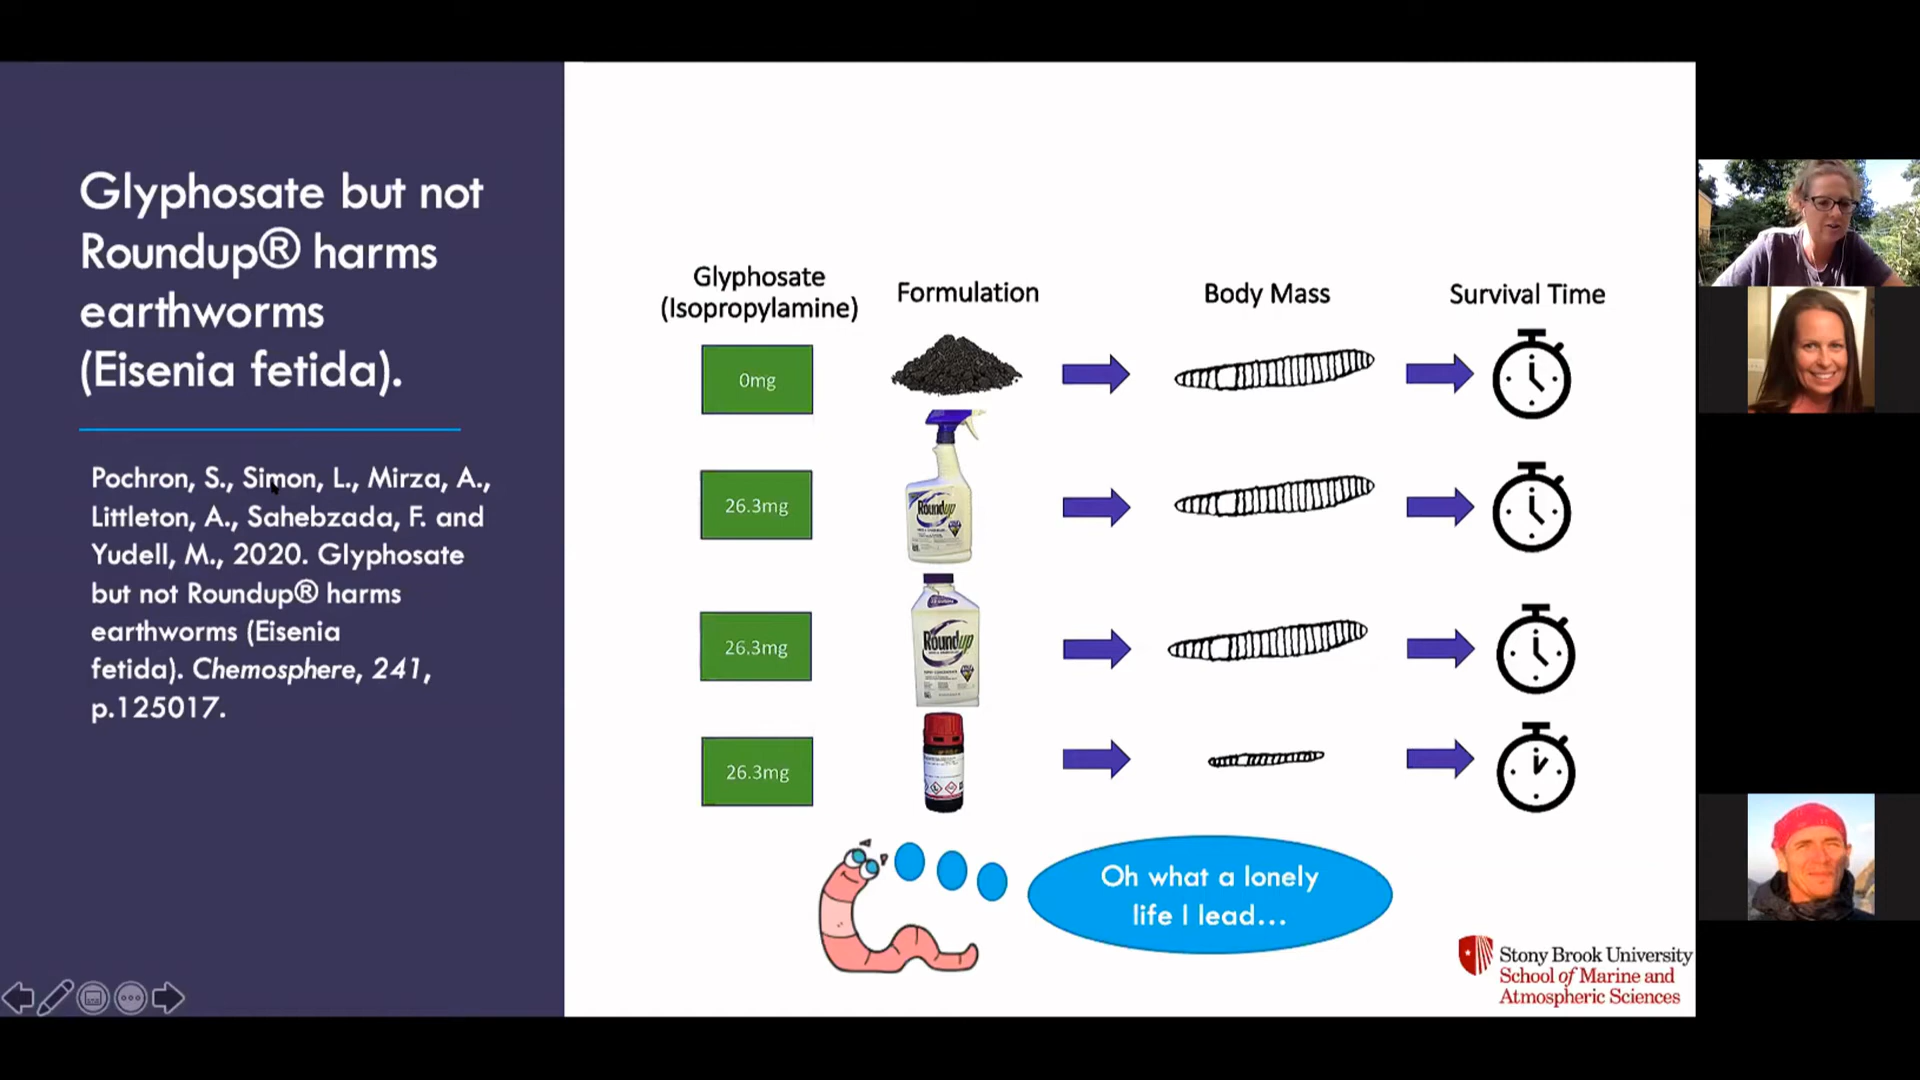 Glyphosate but not
Roundup® harms
earthworms
(Eisenia fetida).
Pochron, S., Simon, L., Mirza, A.,
Littleton, A., Sahebzada, F. and
Yudell, M., 2020. Glyphosate
but not Roundup® harms
earthworms (Eisenia
fetida). Chemosphere, 241,
p.125017.
Glyphosate
(Isopropylamine)
Formulation
Body Mass
Survival Time
0mg
26.3mg
Roundup
26.3mg
Roundup
26.3mg
Oh what a lonely
life I lead...
Stony Brook University
School of Marine and
Atmospheric Sciences